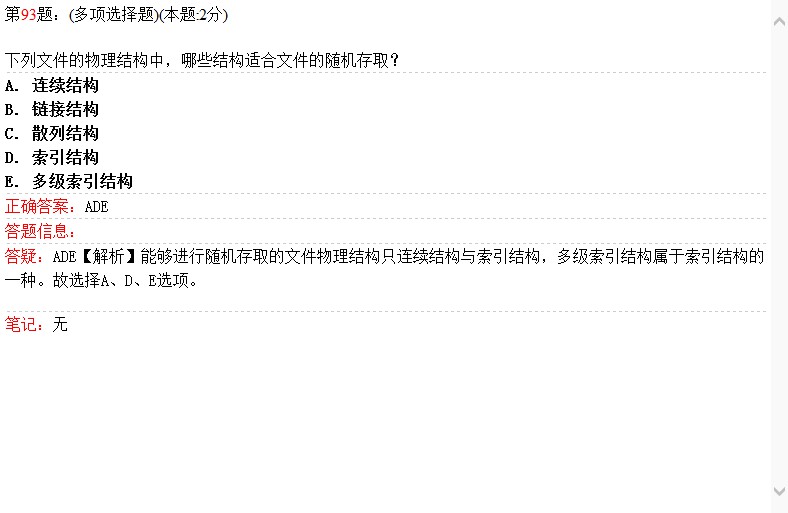 第93题：(多项选择题)(本题:2分)
下列文件的物理结构中，哪些结构适合文件的随机存取？
A. 连续结构
B. 链接结构
C. 散列结构
D. 索引结构
E. 多级索引结构
正确答案：ADE
答题信息：
答疑：ADE【解析】能够进行随机存取的文件物理结构只连续结构与索引结构，多级索引结构属于索引结构的
一种。故选择A、D、E选项。
笔记：无